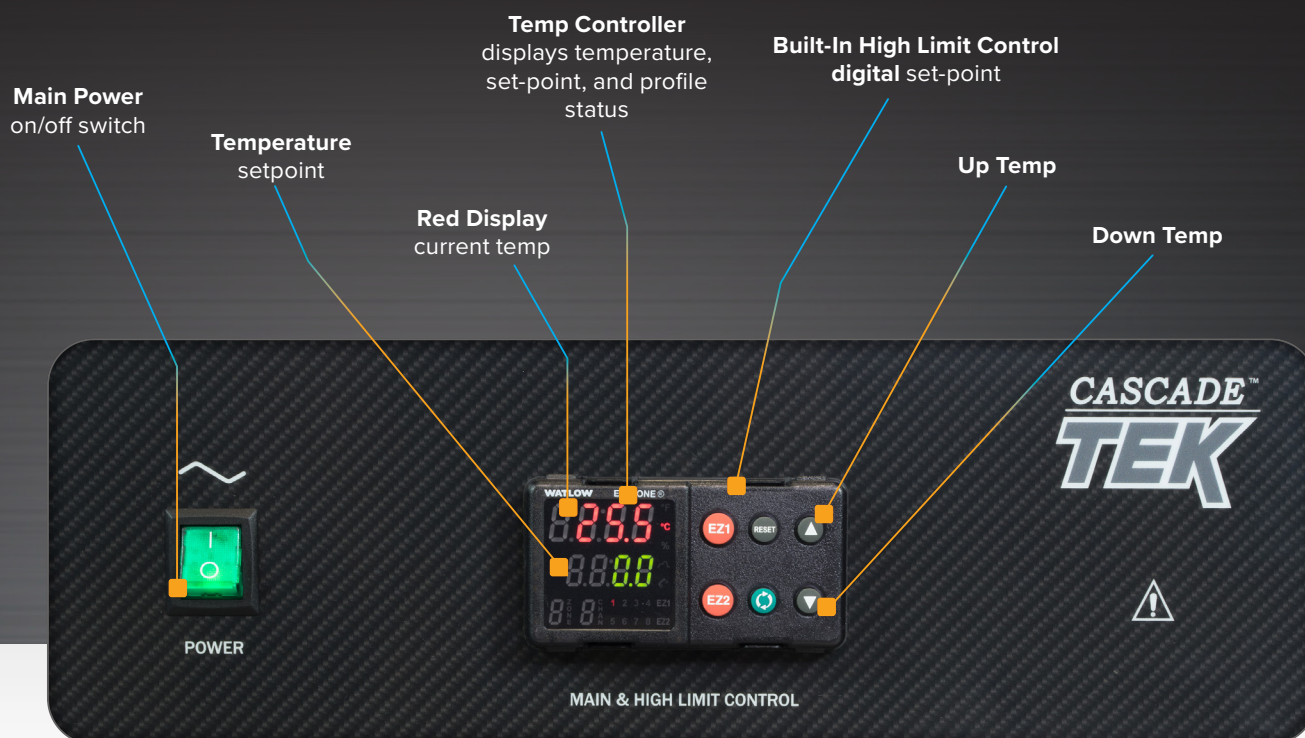 Temp Controller
displays temperature,
set-point, and profile
status
Built-In High Limit Control
digital set-point
Main Power
on/off switch
Temperature
setpoint
Up Temp
Red Display
current temp
Down Temp
CASCADE™
TEK
WATLOW
25.5 °C
0.0
1 2 3 4 EZ1
5 6 7 8 EZ2
EZ1 RESET
EZ2
POWER
MAIN & HIGH LIMIT CONTROL